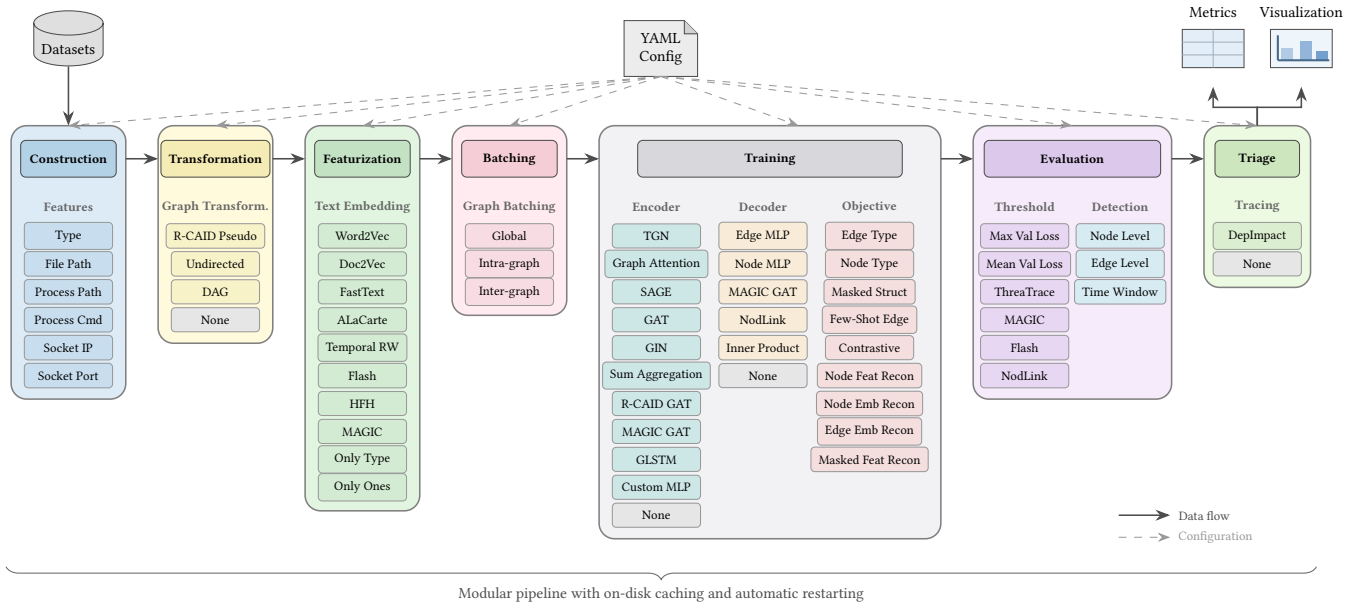 Datasets
YAML
Config
Metrics
Visualization
Construction
Features
Type
File Path
Process Path
Process Cmd
Socket IP
Socket Port
Transformation
Graph Transform.
R-CAID Pseudo
Undirected
DAG
None
Featurization
Text Embedding
Word2Vec
Doc2Vec
FastText
ALaCarte
Temporal RW
Flash
HFH
MAGIC
Only Type
Only Ones
Batching
Graph Batching
Global
Intra-graph
Inter-graph
Training
Encoder
TGN
Graph Attention
SAGE
GAT
GIN
Sum Aggregation
R-CAID GAT
MAGIC GAT
GLSTM
Custom MLP
None
Decoder
Edge MLP
Node MLP
MAGIC GAT
NodLink
Inner Product
None
Objective
Edge Type
Node Type
Masked Struct
Few-Shot Edge
Contrastive
Node Feat Recon
Node Emb Recon
Edge Emb Recon
Masked Feat Recon
Evaluation
Threshold
Max Val Loss
Mean Val Loss
ThreaTrace
MAGIC
Flash
NodLink
Detection
Node Level
Edge Level
Time Window
Triage
Tracing
DepImpact
None
Data flow
Configuration
Modular pipeline with on-disk caching and automatic restarting